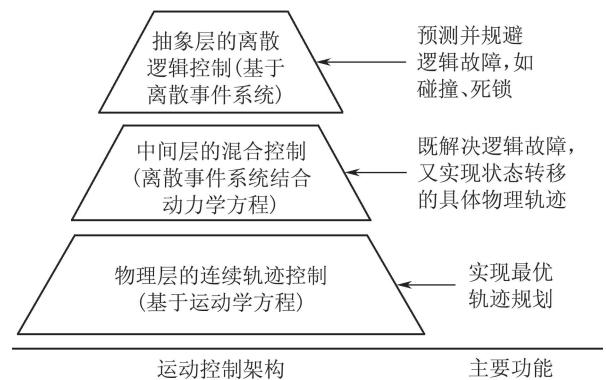 抽象层的离散
逻辑控制(基于
离散事件系统)
预测并规避
逻辑故障,如
碰撞、死锁
中间层的混合控制
(离散事件系统结合
动力学方程)
既解决逻辑故障,
又实现状态转移
的具体物理轨迹
物理层的连续轨迹控制
(基于运动学方程)
实现最优
轨迹规划
运动控制架构
主要功能